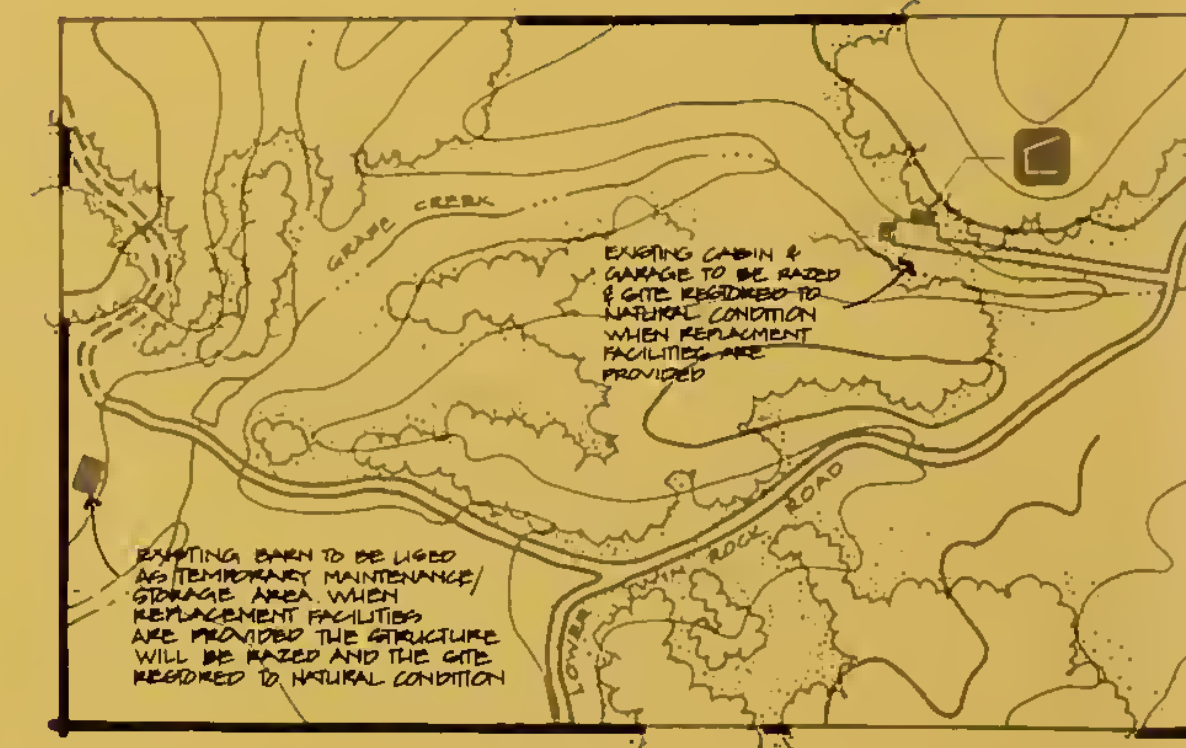 GRAPE CREEK
EXISTING CABIN &
GARAGE TO BE RAZED
& SITE RESTORED TO
NATURAL CONDITION
WHEN REPLACMENT
FACILITIES ARE
PROVIDED
LOWER TWIN ROCK ROAD
EXISTING BARN TO BE USED
AS TEMPORARY MAINTENANCE/
STORAGE AREA. WHEN
REPLACEMENT FACILITIES
ARE PROVIDED THE STRUCTURE
WILL BE RAZED AND THE SITE
RESTORED TO NATURAL CONDITION